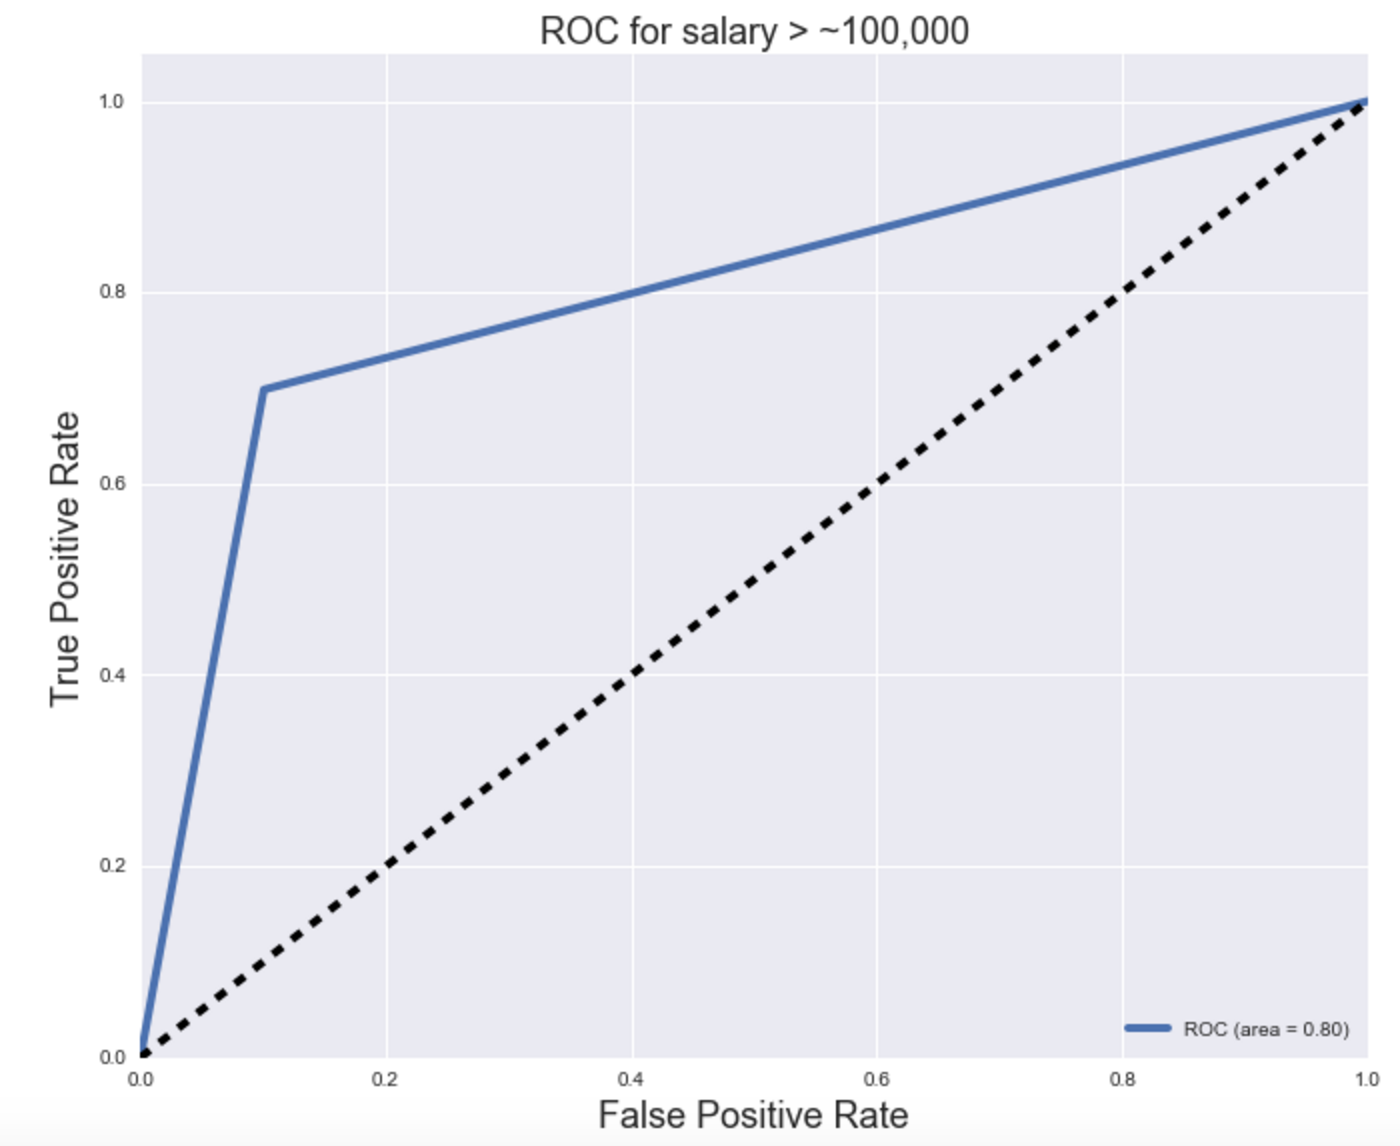 ROC for salary > ~100,000
True Positive Rate
1.0
0.8
0.6
0.4
0.2
0.0
ROC (area = 0.80)
0.0 0.2 0.4 0.6 0.8 1.0
False Positive Rate